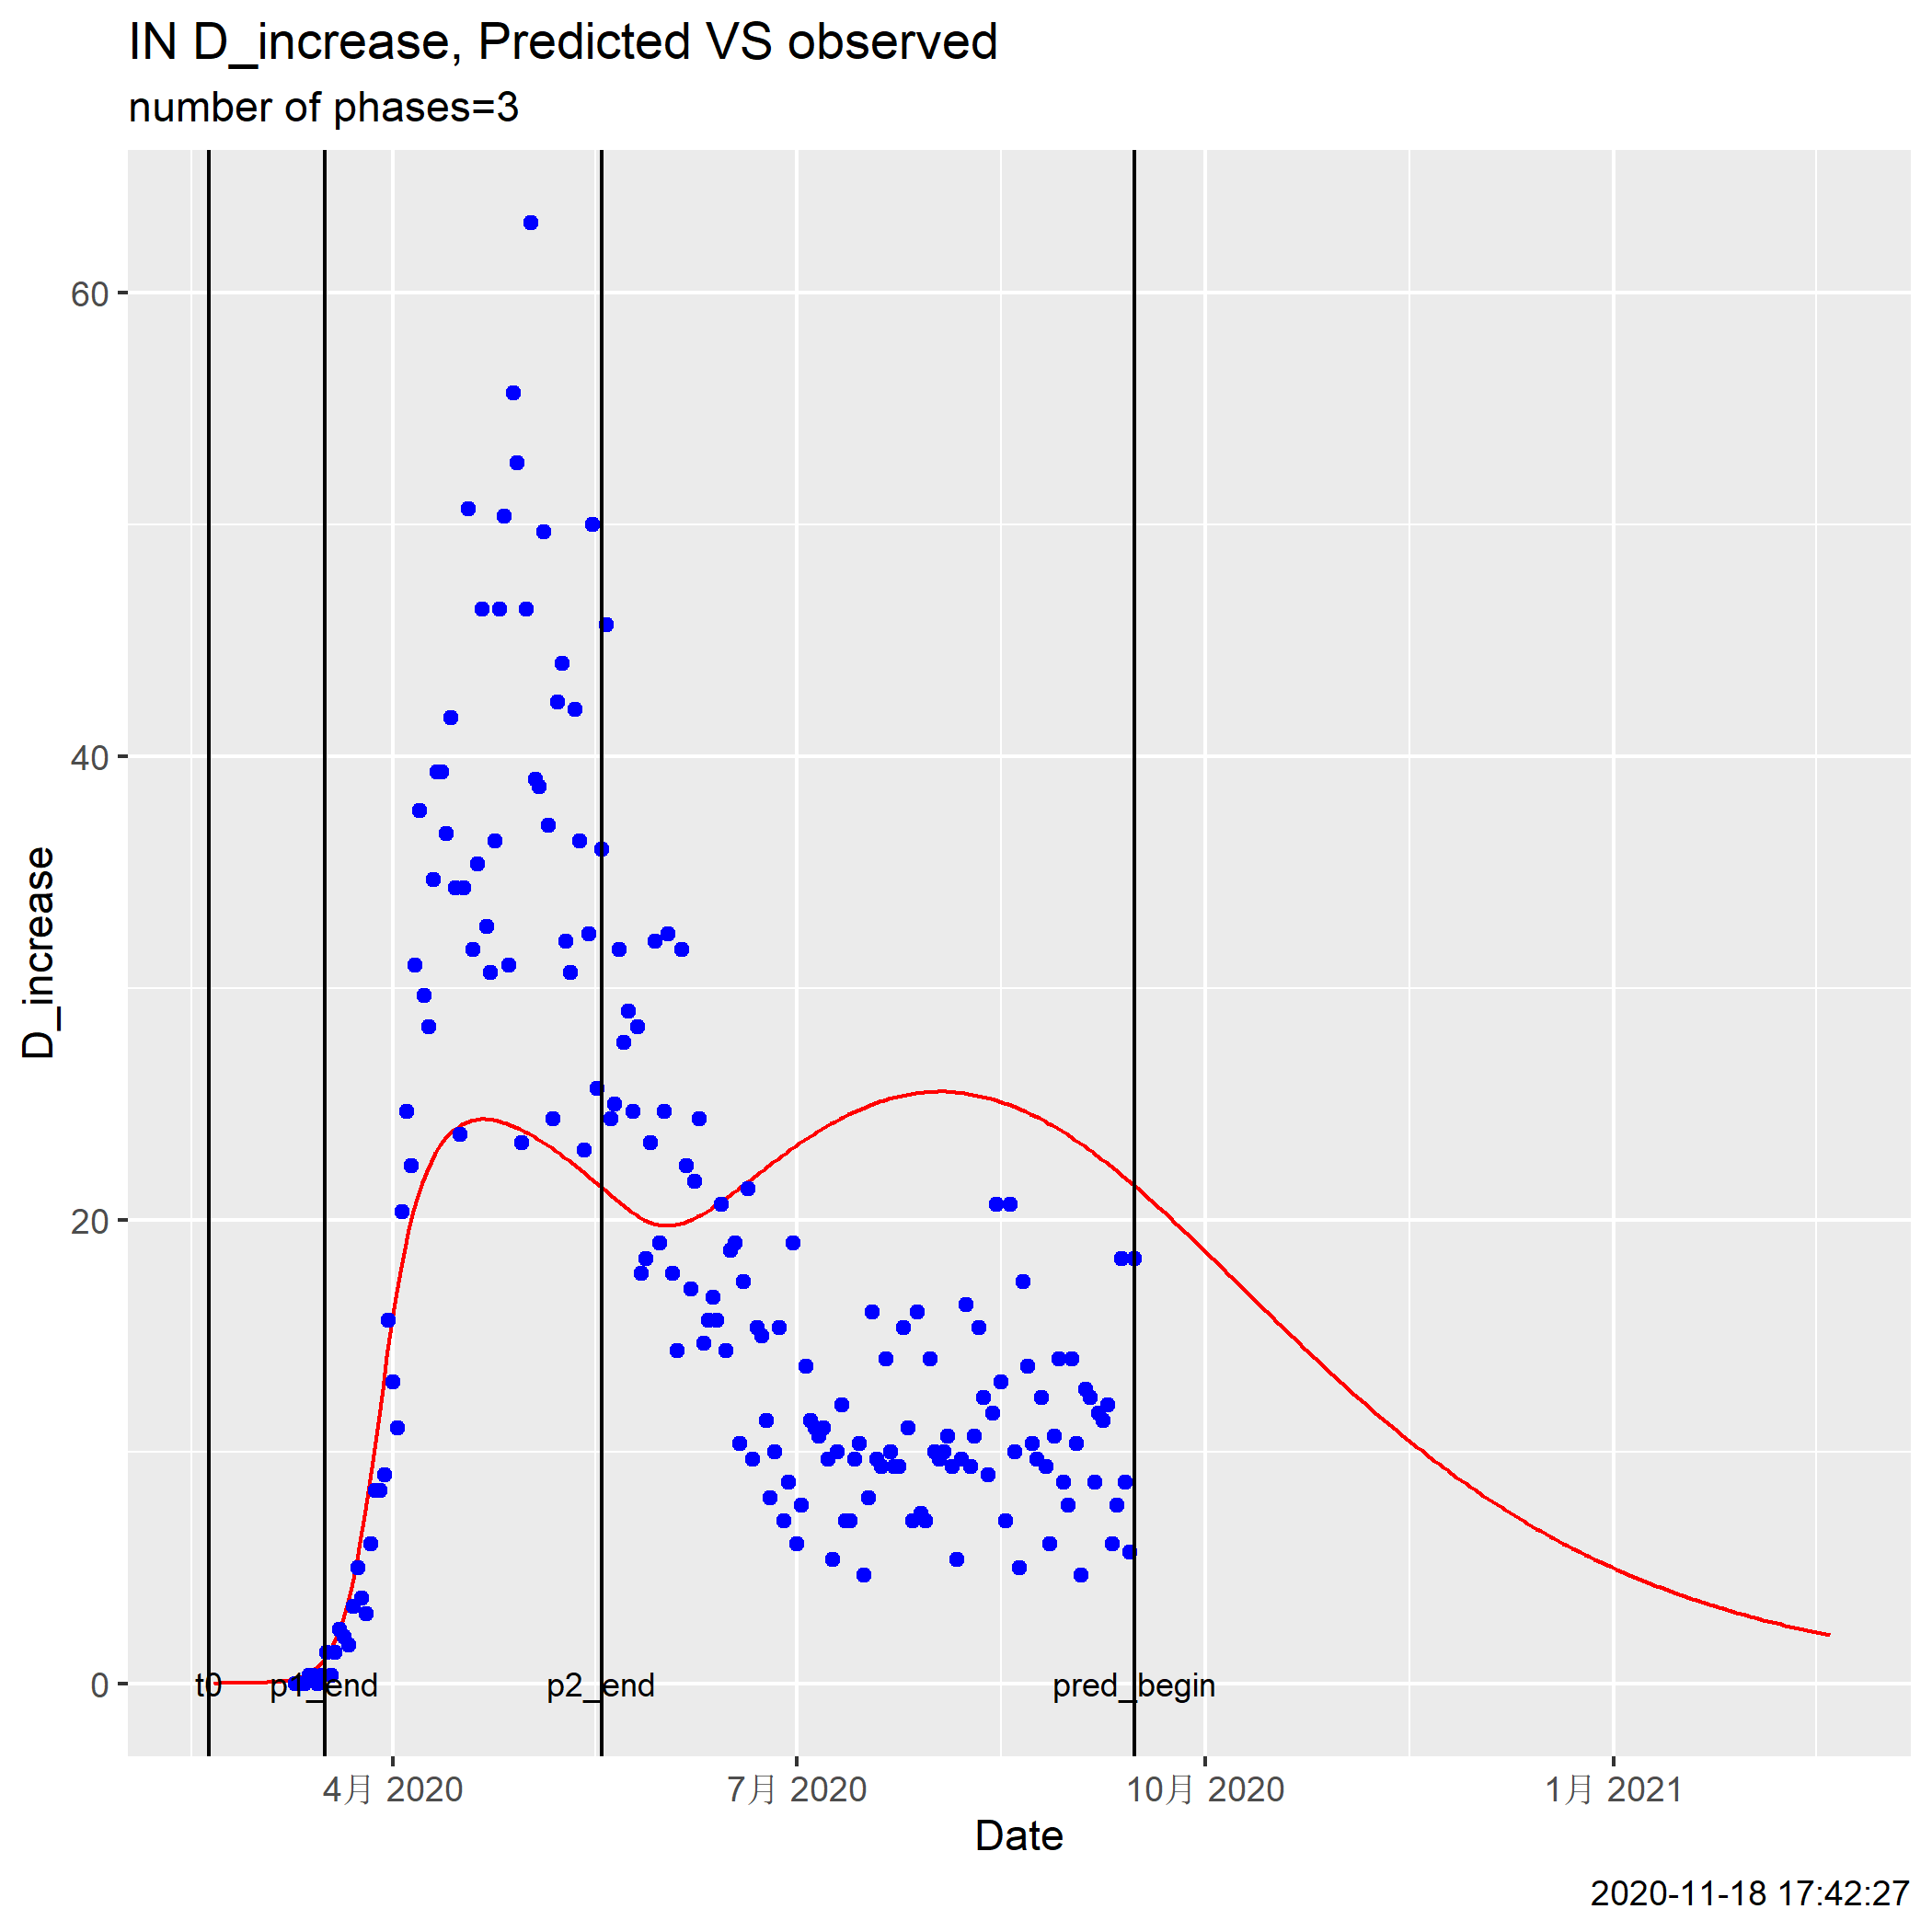 IN D_increase, Predicted VS observed
number of phases=3
60
40
20
0
D_increase
t0 p1_end p2_end pred_begin
4月 2020 7月 2020 10月 2020 1月 2021
Date
2020-11-18 17:42:27